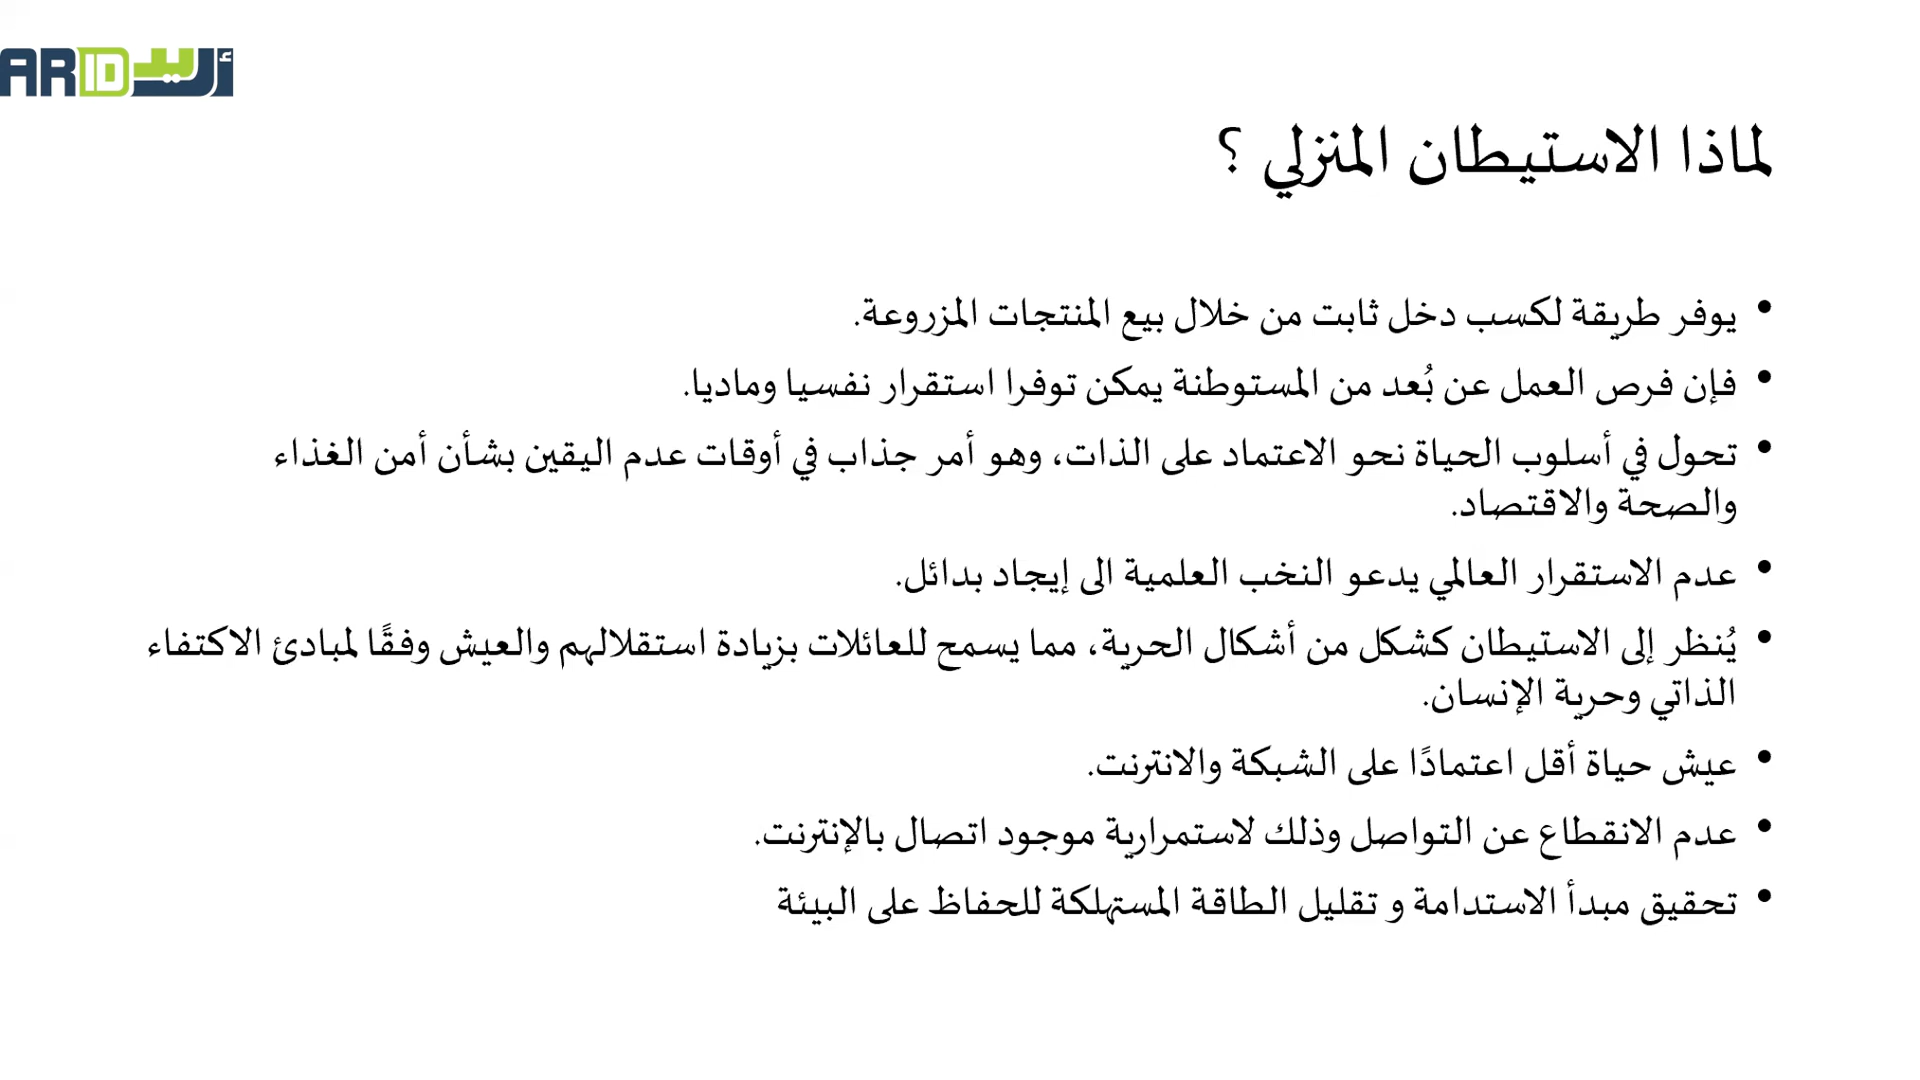 ARID أريد
لماذا الاستيطان المنزلي ؟
• يوفر طريقة لكسب دخل ثابت من خلال بيع المنتجات المزروعة.
• فإن فرص العمل عن بُعد من المستوطنة يمكن توفرا استقرار نفسيا وماديا.
• تحول في أسلوب الحياة نحو الاعتماد على الذات، وهو أمر جذاب في أوقات عدم اليقين بشأن أمن الغذاء
والصحة والاقتصاد.
• عدم الاستقرار العالمي يدعو النخب العلمية الى إيجاد بدائل.
• يُنظر إلى الاستيطان كشكل من أشكال الحرية، مما يسمح للعائلات بزيادة استقلالهم والعيش وفقًا لمبادئ الاكتفاء
الذاتي وحرية الإنسان.
• عيش حياة أقل اعتمادًا على الشبكة والانترنت.
• عدم الانقطاع عن التواصل وذلك لاستمرارية موجود اتصال بالإنترنت.
• تحقيق مبدأ الاستدامة و تقليل الطاقة المستهلكة للحفاظ على البيئة